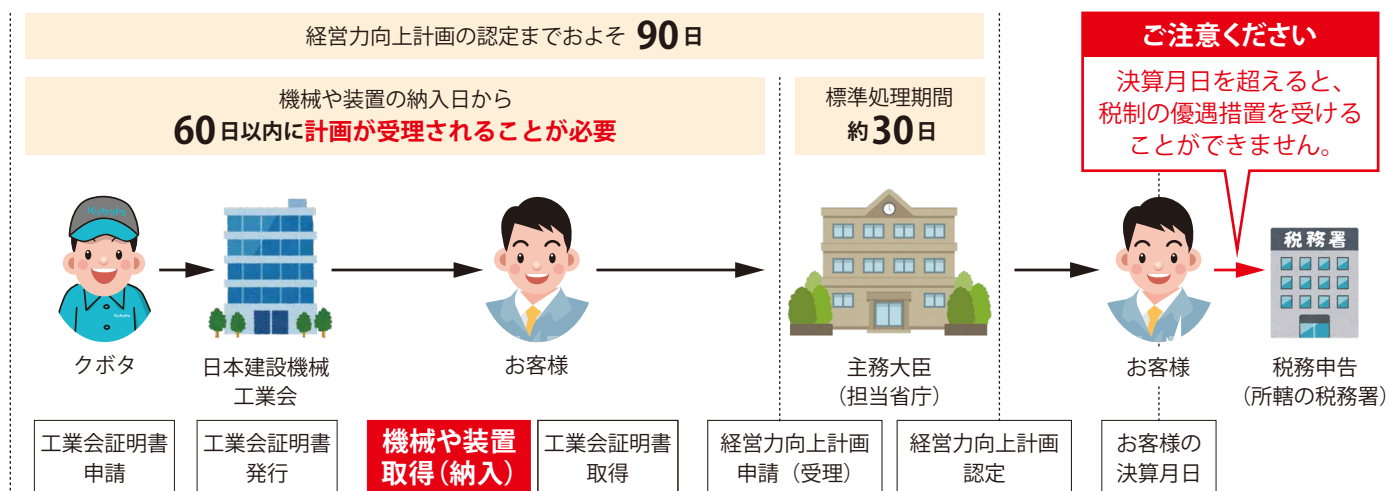 経営力向上計画の認定までおよそ 90日
機械や装置の納入日から
60日以内に計画が受理されることが必要
標準処理期間
約30日
ご注意ください
決算月日を超えると、
税制の優遇措置を受ける
ことができません。
Kubota
Kubota
税務署
クボタ
日本建設機械
工業会
お客様
主務大臣
（担当省庁）
お客様
税務申告
（所轄の税務署）
工業会証明書
申請
工業会証明書
発行
機械や装置
取得（納入）
工業会証明書
取得
経営力向上計画
申請（受理）
経営力向上計画
認定
お客様の
決算月日